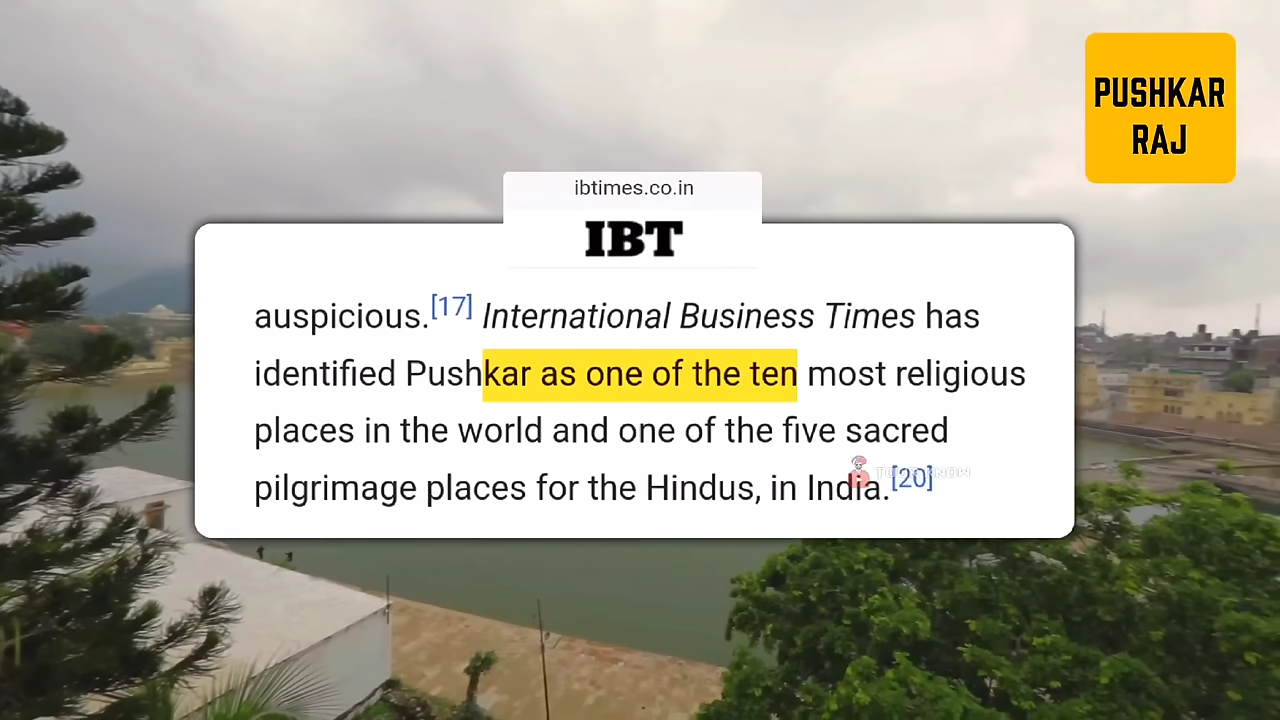 PUSHKAR
RAJ
ibtimes.co.in
IBT
auspicious.[17] International Business Times has
identified Pushkar as one of the ten most religious
places in the world and one of the five sacred
pilgrimage places for the Hindus, in India.[20]